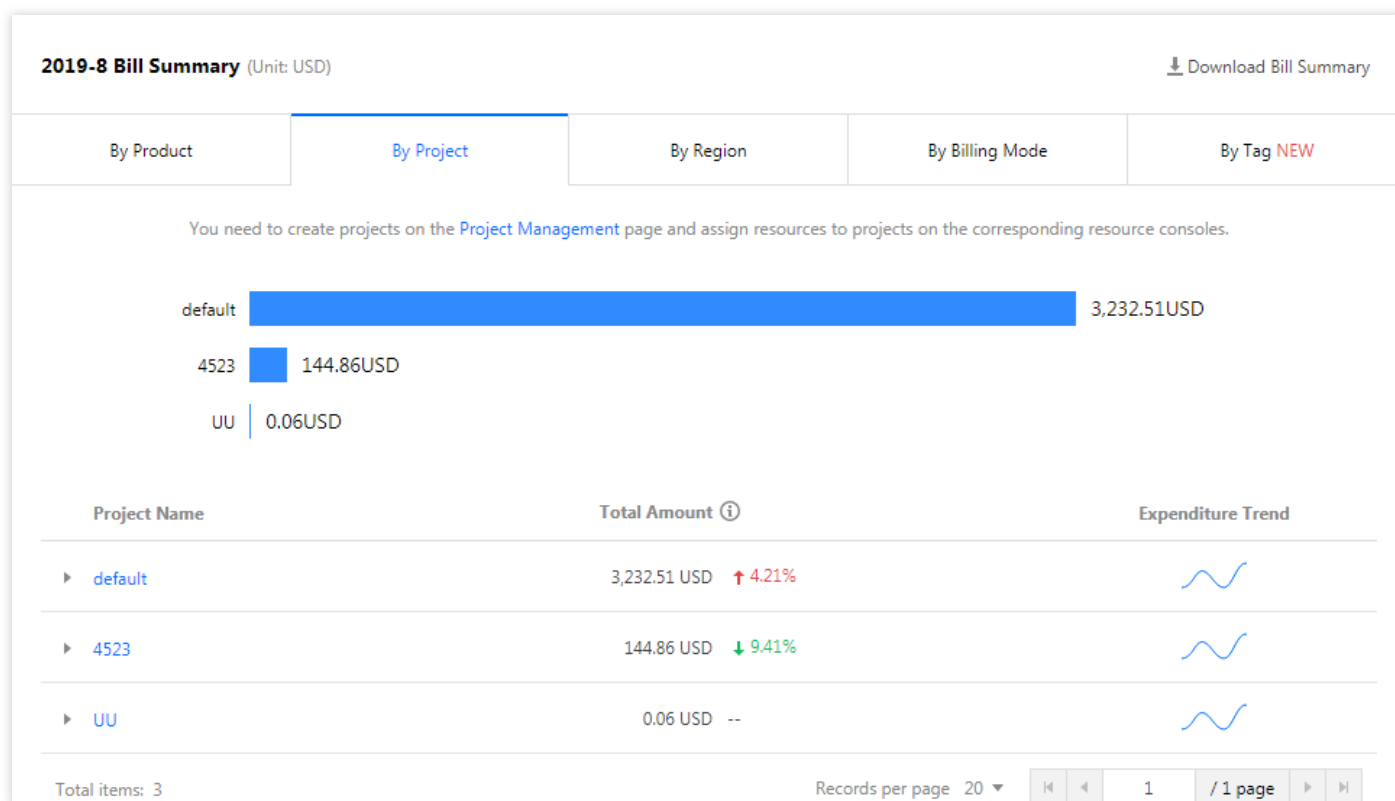 2019-8 Bill Summary (Unit: USD) Download Bill Summary
By Product By Project By Region By Billing Mode By Tag NEW
You need to create projects on the Project Management page and assign resources to projects on the corresponding resource consoles.
default 3,232.51USD
4523 144.86USD
UU 0.06USD
Project Name Total Amount Expenditure Trend
default 3,232.51 USD 4.21%
4523 144.86 USD 9.41%
UU 0.06 USD --
Total items: 3 Records per page 20 1 / 1 page